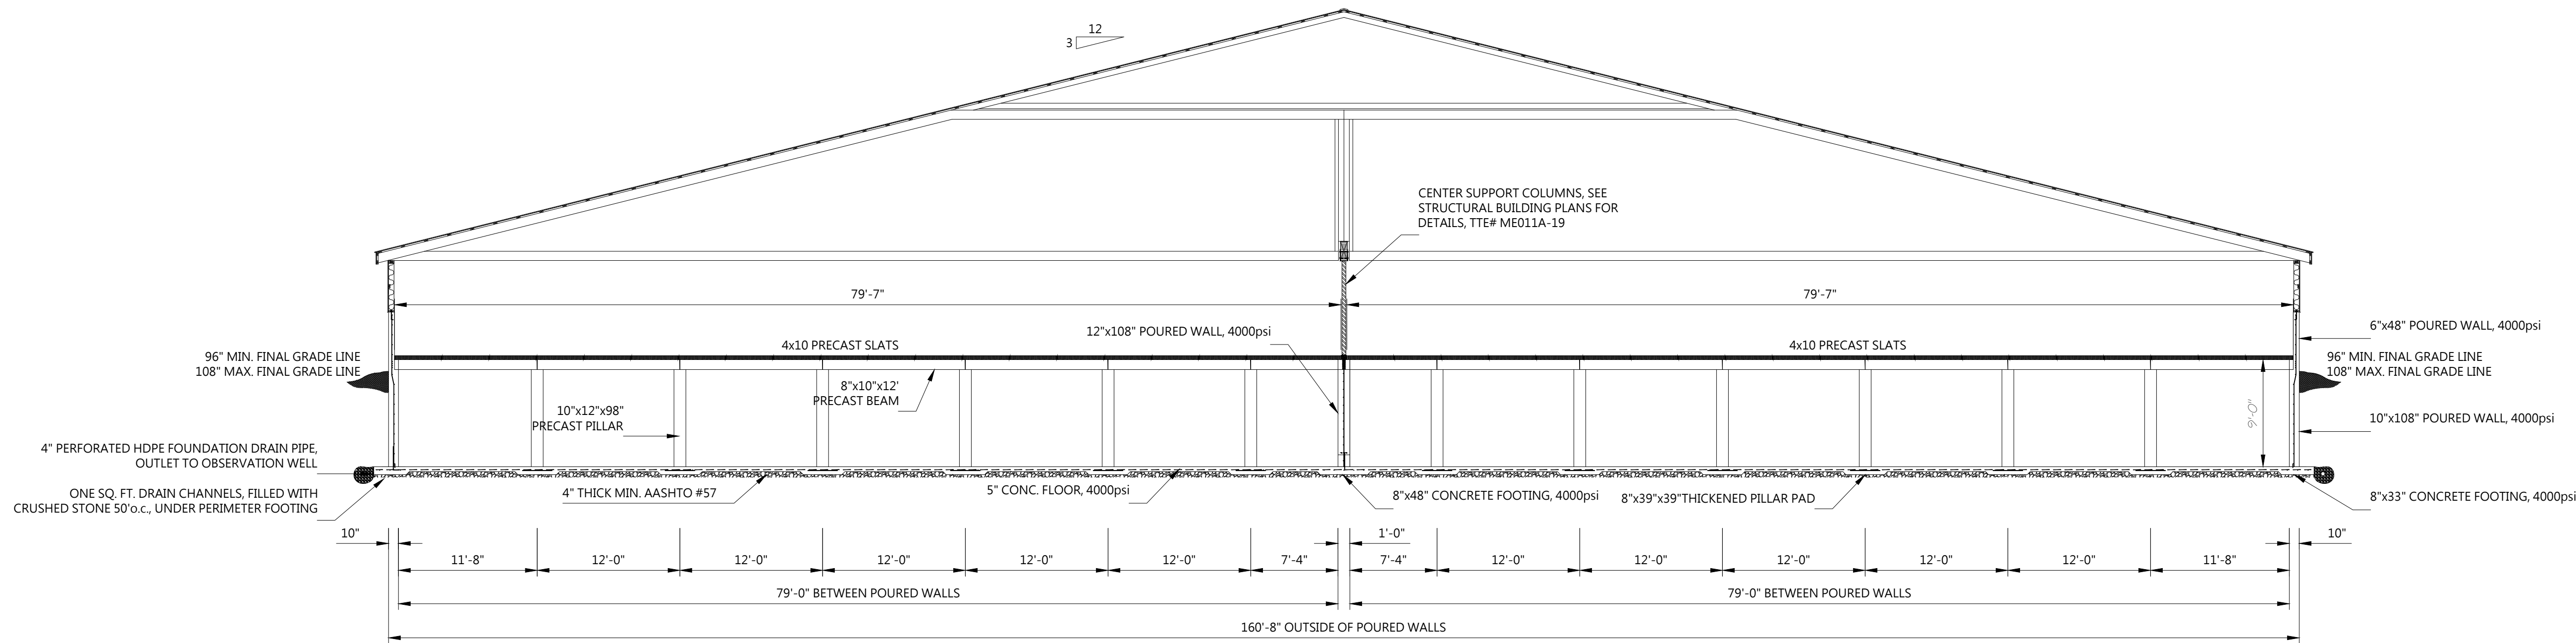 12
3
CENTER SUPPORT COLUMNS, SEE
STRUCTURAL BUILDING PLANS FOR
DETAILS, TTE# ME011A-19
79'-7"
79'-7"
12"x108" POURED WALL, 4000psi
6"x48" POURED WALL, 4000psi
4x10 PRECAST SLATS
4x10 PRECAST SLATS
96" MIN. FINAL GRADE LINE
108" MAX. FINAL GRADE LINE
96" MIN. FINAL GRADE LINE
108" MAX. FINAL GRADE LINE
8"x10"x12'
PRECAST BEAM
10"x12"x98"
PRECAST PILLAR
9'-0"
10"x108" POURED WALL, 4000psi
4" PERFORATED HDPE FOUNDATION DRAIN PIPE,
OUTLET TO OBSERVATION WELL
ONE SQ. FT. DRAIN CHANNELS, FILLED WITH
CRUSHED STONE 50'o.c., UNDER PERIMETER FOOTING
4" THICK MIN. AASHTO #57
5" CONC. FLOOR, 4000psi
8"x48" CONCRETE FOOTING, 4000psi
8"x39"x39"THICKENED PILLAR PAD
8"x33" CONCRETE FOOTING, 4000psi
10"
1'-0"
10"
11'-8"
12'-0"
12'-0"
12'-0"
12'-0"
12'-0"
7'-4"
7'-4"
12'-0"
12'-0"
12'-0"
12'-0"
12'-0"
11'-8"
79'-0" BETWEEN POURED WALLS
79'-0" BETWEEN POURED WALLS
160'-8" OUTSIDE OF POURED WALLS